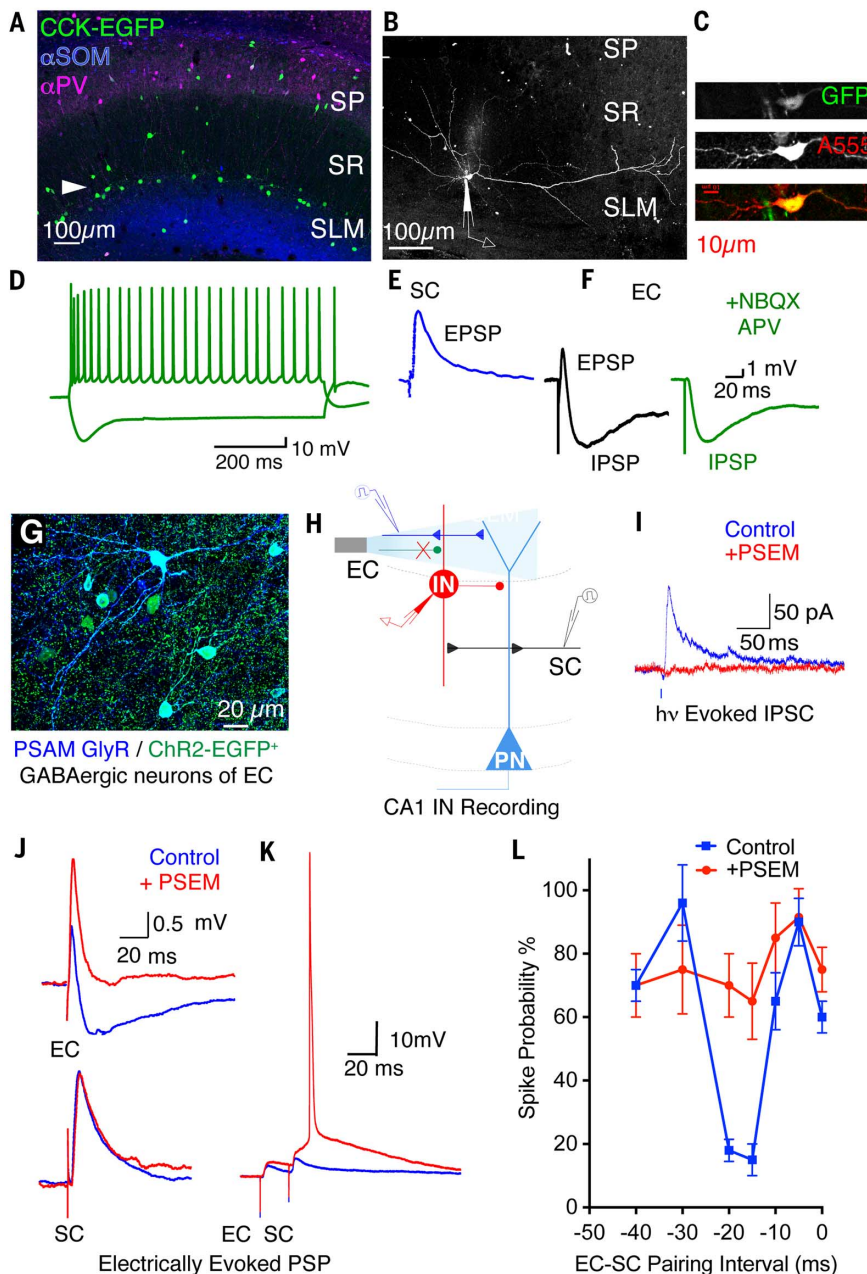 A
CCK-EGFP
αSOM
αPV
SP
SR
SLM
100µm
B
SP
SR
SLM
100µm
C
GFP
A555
10µm
D
10 mV
200 ms
E
SC
EPSP
F
EC
EPSP
IPSP
+NBQX
APV
1 mV
20 ms
IPSP
G
20 µm
PSAM GlyR / ChR2-EGFP+
GABAergic neurons of EC
H
EC
IN
SC
PN
CA1 IN Recording
I
Control
+PSEM
50 pA
50 ms
hν Evoked IPSC
J
Control
+ PSEM
0.5 mV
20 ms
EC
SC
K
10mV
20 ms
EC SC
Electrically Evoked PSP
L
Control
+PSEM
Spike Probability %
100
80
60
40
20
0
-50 -40 -30 -20 -10 0
EC-SC Pairing Interval (ms)